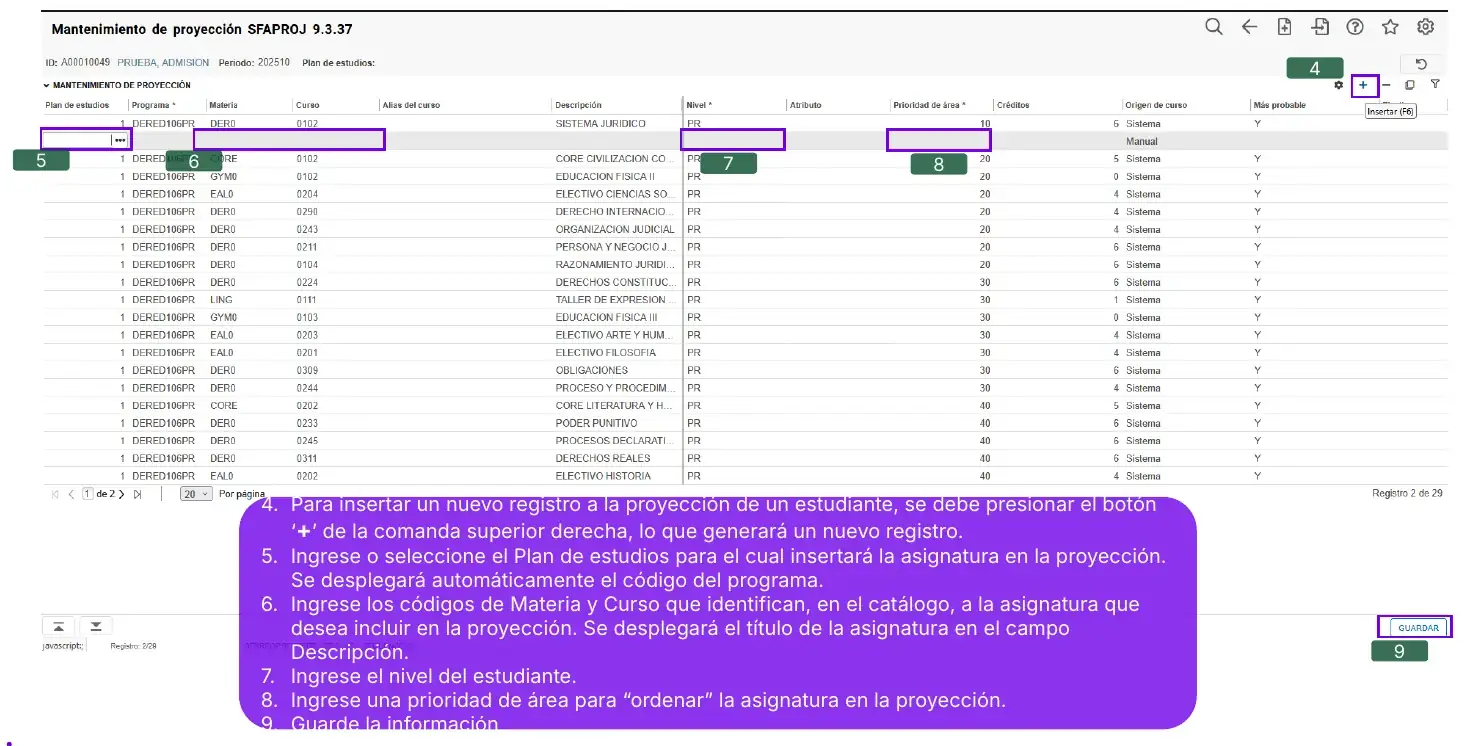 Mantenimiento de proyección SFAPROJ 9.3.37
ID: A00010049 PRUEBA, ADMISION Periodo: 202510 Plan de estudios:
4
MANTENIMIENTO DE PROYECCIÓN
Plan de estudios Programa * Materia Curso Alias del curso Descripción Nivel * Atributo Prioridad de área * Créditos Origen de curso Más probable
Insertar (F6)
1 DERED106PR DER0 0102 SISTEMA JURIDICO PR 10 6 Sistema Y
Manual
5 6 7 8
1 DERED106PR CORE 0102 CORE CIVILIZACION CO... PR 20 5 Sistema Y
1 DERED106PR GYM0 0102 EDUCACION FISICA II PR 20 0 Sistema Y
1 DERED106PR EAL0 0204 ELECTIVO CIENCIAS SO... PR 20 4 Sistema Y
1 DERED106PR DER0 0290 DERECHO INTERNACIO... PR 20 4 Sistema Y
1 DERED106PR DER0 0243 ORGANIZACION JUDICIAL PR 20 4 Sistema Y
1 DERED106PR DER0 0211 PERSONA Y NEGOCIO J... PR 20 6 Sistema Y
1 DERED106PR DER0 0104 RAZONAMIENTO JURIDI... PR 20 6 Sistema Y
1 DERED106PR DER0 0224 DERECHOS CONSTITUC... PR 30 6 Sistema Y
1 DERED106PR LING 0111 TALLER DE EXPRESION ... PR 30 1 Sistema Y
1 DERED106PR GYM0 0103 EDUCACION FISICA III PR 30 0 Sistema Y
1 DERED106PR EAL0 0203 ELECTIVO ARTE Y HUM... PR 30 4 Sistema Y
1 DERED106PR EAL0 0201 ELECTIVO FILOSOFIA PR 30 4 Sistema Y
1 DERED106PR DER0 0309 OBLIGACIONES PR 30 6 Sistema Y
1 DERED106PR DER0 0244 PROCESO Y PROCEDIM... PR 30 4 Sistema Y
1 DERED106PR CORE 0202 CORE LITERATURA Y H... PR 40 5 Sistema Y
1 DERED106PR DER0 0233 PODER PUNITIVO PR 40 6 Sistema Y
1 DERED106PR DER0 0245 PROCESOS DECLARATI... PR 40 6 Sistema Y
1 DERED106PR DER0 0311 DERECHOS REALES PR 40 6 Sistema Y
1 DERED106PR EAL0 0202 ELECTIVO HISTORIA PR 40 4 Sistema Y
1 de 2 20 Por página Registro 2 de 29
4. Para insertar un nuevo registro a la proyección de un estudiante, se debe presionar el botón
‘+’ de la comanda superior derecha, lo que generará un nuevo registro.
5. Ingrese o seleccione el Plan de estudios para el cual insertará la asignatura en la proyección.
Se desplegará automáticamente el código del programa.
6. Ingrese los códigos de Materia y Curso que identifican, en el catálogo, a la asignatura que
desea incluir en la proyección. Se desplegará el título de la asignatura en el campo
Descripción.
7. Ingrese el nivel del estudiante.
8. Ingrese una prioridad de área para “ordenar” la asignatura en la proyección.
9. Guarde la información
GUARDAR
9
javascript:; Registro: 2/29